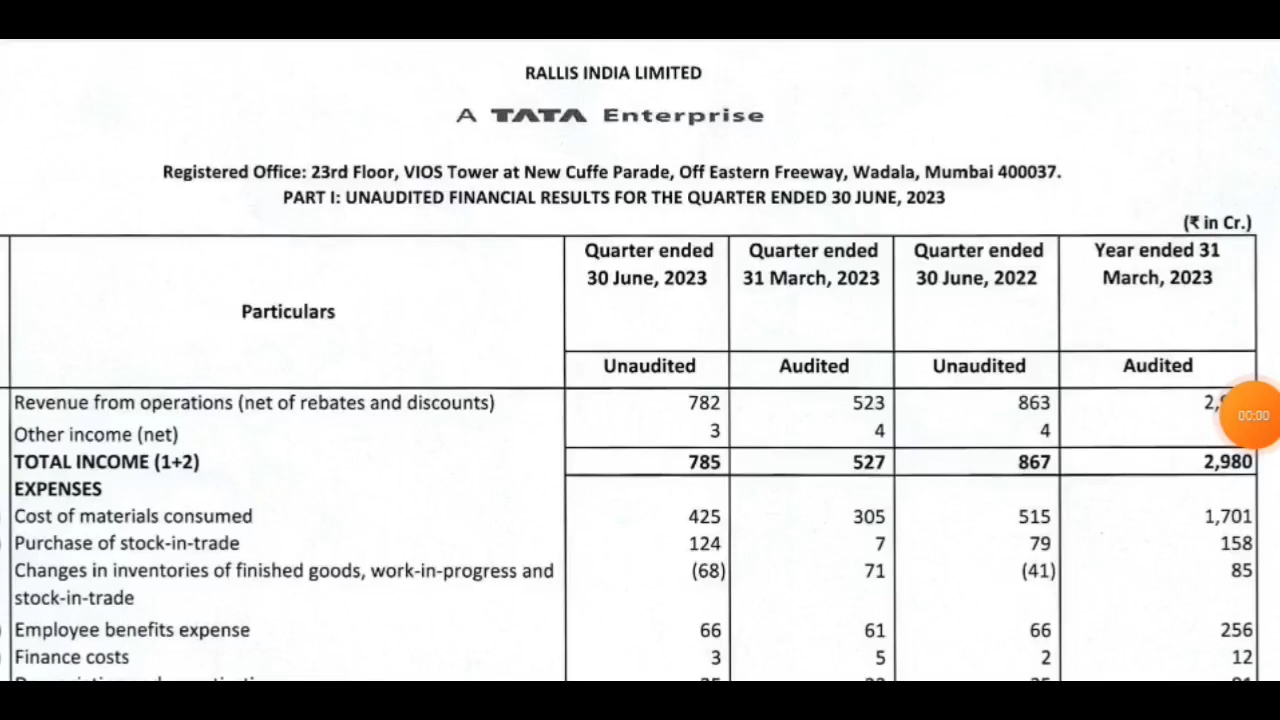 RALLIS INDIA LIMITED
A TATA Enterprise
Registered Office: 23rd Floor, VIOS Tower at New Cuffe Parade, Off Eastern Freeway, Wadala, Mumbai 400037.
PART I: UNAUDITED FINANCIAL RESULTS FOR THE QUARTER ENDED 30 JUNE, 2023
(₹ in Cr.)
Particulars
Quarter ended 30 June, 2023
Quarter ended 31 March, 2023
Quarter ended 30 June, 2022
Year ended 31 March, 2023
Unaudited Audited Unaudited Audited
Revenue from operations (net of rebates and discounts) 782 523 863
Other income (net) 3 4 4
00:00
TOTAL INCOME (1+2) 785 527 867 2,980
EXPENSES
Cost of materials consumed 425 305 515 1,701
Purchase of stock-in-trade 124 7 79 158
Changes in inventories of finished goods, work-in-progress and (68) 71 (41) 85
stock-in-trade
Employee benefits expense 66 61 66 256
Finance costs 3 5 2 12